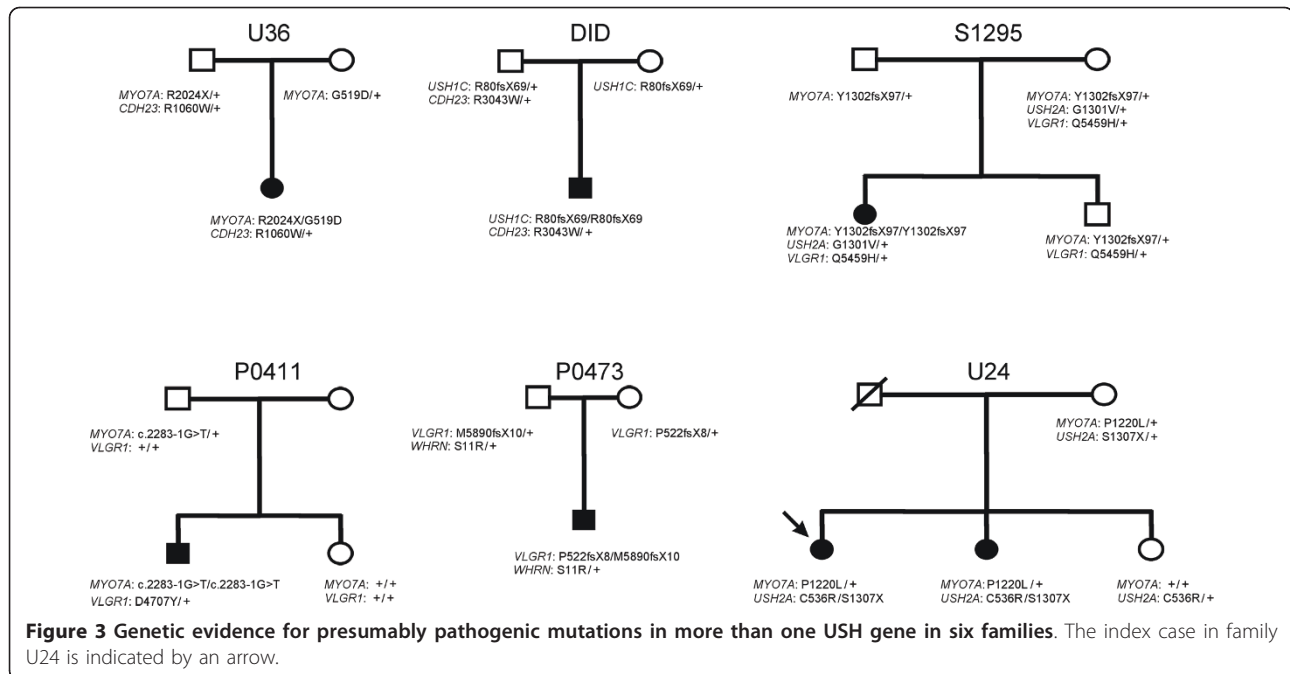 U36
MYO7A: R2024X/+
CDH23: R1060W/+
MYO7A: G519D/+
MYO7A: R2024X/G519D
CDH23: R1060W/+
DID
USH1C: R80fsX69/+
CDH23: R3043W/+
USH1C: R80fsX69/+
USH1C: R80fsX69/R80fsX69
CDH23: R3043W/+
S1295
MYO7A: Y1302fsX97/+
MYO7A: Y1302fsX97/+
USH2A: G1301V/+
VLGR1: Q5459H/+
MYO7A: Y1302fsX97/Y1302fsX97
USH2A: G1301V/+
VLGR1: Q5459H/+
MYO7A: Y1302fsX97/+
VLGR1: Q5459H/+
P0411
MYO7A: c.2283-1G>T/+
VLGR1: +/+
MYO7A: c.2283-1G>T/c.2283-1G>T
VLGR1: D4707Y/+
MYO7A: +/+
VLGR1: +/+
P0473
VLGR1: M5890fsX10/+
WHRN: S11R/+
VLGR1: P522fsX8/+
VLGR1: P522fsX8/M5890fsX10
WHRN: S11R/+
U24
MYO7A: P1220L/+
USH2A: S1307X/+
MYO7A: P1220L/+
USH2A: C536R/S1307X
MYO7A: P1220L/+
USH2A: C536R/S1307X
MYO7A: +/+
USH2A: C536R/+
Figure 3 Genetic evidence for presumably pathogenic mutations in more than one USH gene in six families. The index case in family
U24 is indicated by an arrow.